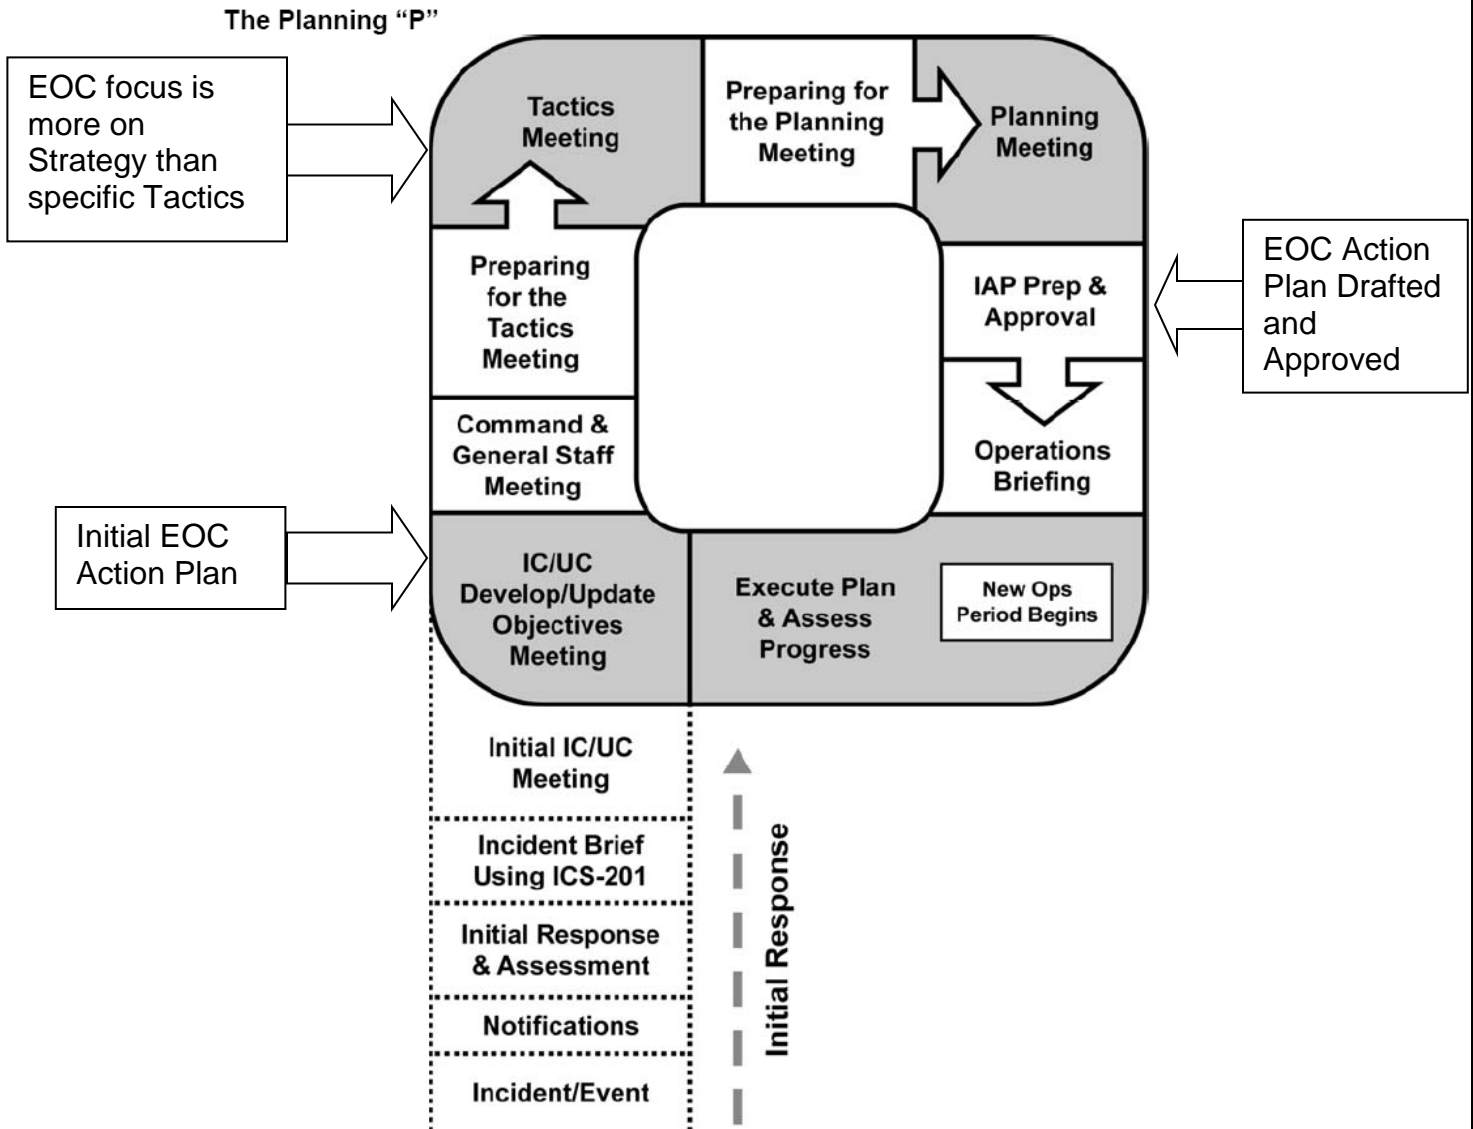 The Planning “P”
EOC focus is
more on
Strategy than
specific Tactics
Tactics
Meeting
Preparing for
the Planning
Meeting
Planning
Meeting
Preparing
for the
Tactics
Meeting
IAP Prep &
Approval
EOC Action
Plan Drafted
and
Approved
Command &
General Staff
Meeting
Operations
Briefing
Initial EOC
Action Plan
IC/UC
Develop/Update
Objectives
Meeting
Execute Plan
& Assess
Progress
New Ops
Period Begins
Initial IC/UC
Meeting
Incident Brief
Using ICS-201
Initial Response
& Assessment
Notifications
Incident/Event
Initial Response